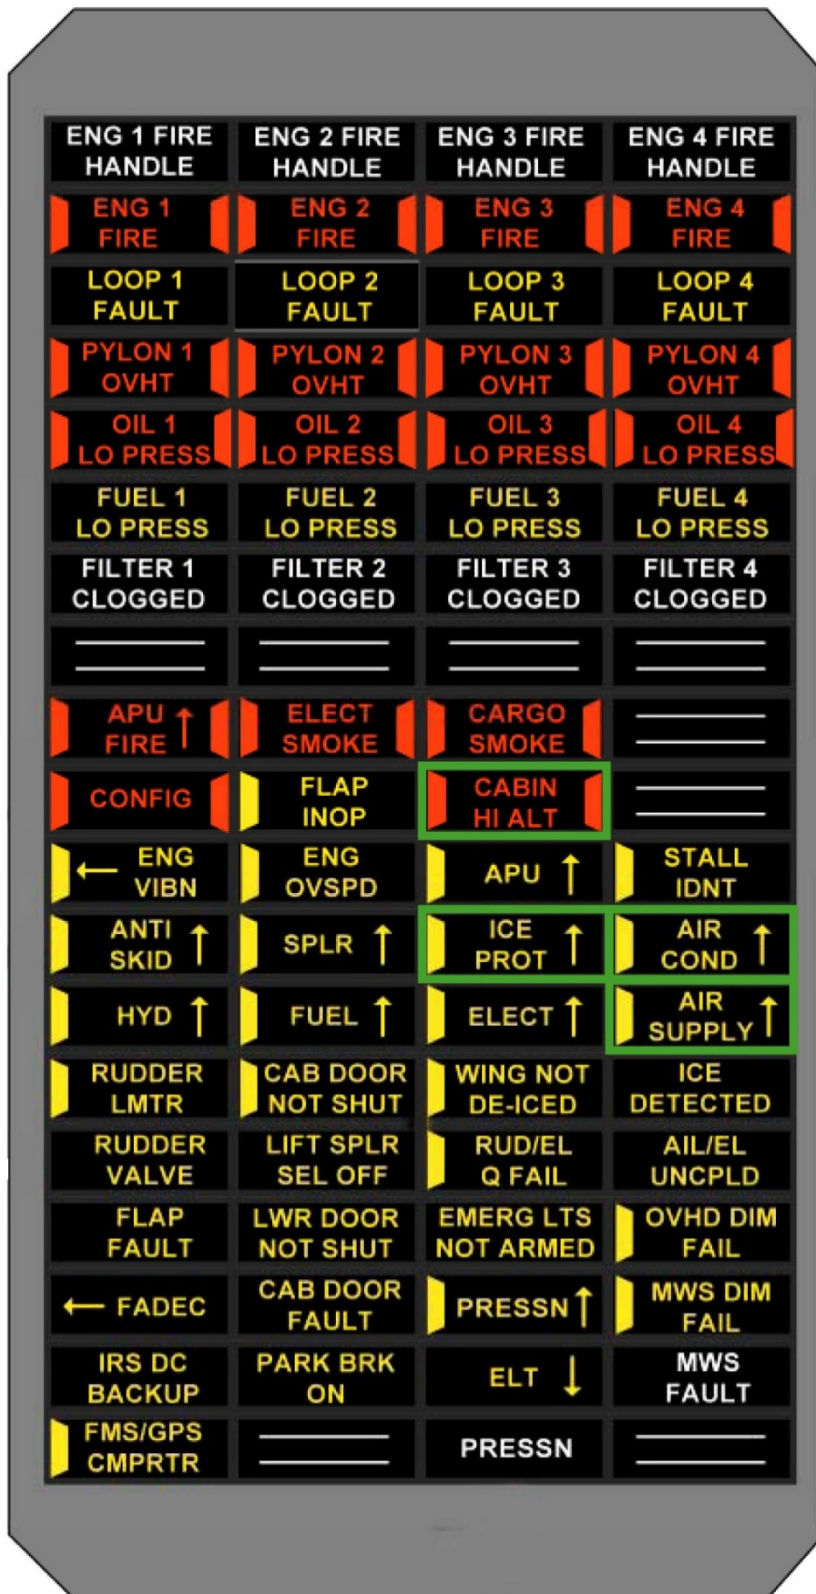 ENG 1 FIRE HANDLE
ENG 2 FIRE HANDLE
ENG 3 FIRE HANDLE
ENG 4 FIRE HANDLE
ENG 1 FIRE
ENG 2 FIRE
ENG 3 FIRE
ENG 4 FIRE
LOOP 1 FAULT
LOOP 2 FAULT
LOOP 3 FAULT
LOOP 4 FAULT
PYLON 1 OVHT
PYLON 2 OVHT
PYLON 3 OVHT
PYLON 4 OVHT
OIL 1 LO PRESS
OIL 2 LO PRESS
OIL 3 LO PRESS
OIL 4 LO PRESS
FUEL 1 LO PRESS
FUEL 2 LO PRESS
FUEL 3 LO PRESS
FUEL 4 LO PRESS
FILTER 1 CLOGGED
FILTER 2 CLOGGED
FILTER 3 CLOGGED
FILTER 4 CLOGGED
APU FIRE ↑
ELECT SMOKE
CARGO SMOKE
CONFIG
FLAP INOP
CABIN HI ALT
← ENG VIBN
ENG OVSPD
APU ↑
STALL IDNT
ANTI SKID ↑
SPLR ↑
ICE PROT ↑
AIR COND ↑
HYD ↑
FUEL ↑
ELECT ↑
AIR SUPPLY ↑
RUDDER LMTR
CAB DOOR NOT SHUT
WING NOT DE-ICED
ICE DETECTED
RUDDER VALVE
LIFT SPLR SEL OFF
RUD/EL Q FAIL
AIL/EL UNCPLD
FLAP FAULT
LWR DOOR NOT SHUT
EMERG LTS NOT ARMED
OVHD DIM FAIL
← FADEC
CAB DOOR FAULT
PRESSN ↑
MWS DIM FAIL
IRS DC BACKUP
PARK BRK ON
ELT ↓
MWS FAULT
FMS/GPS CMPRTR
PRESSN